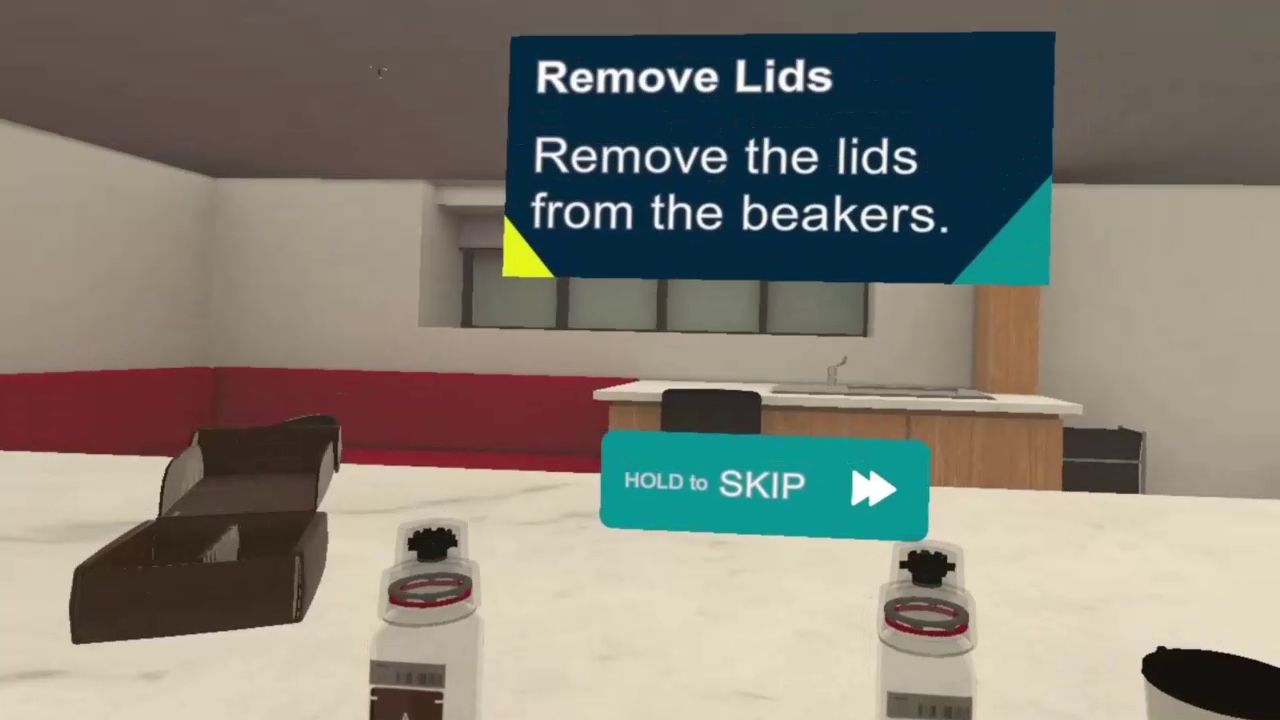 Remove Lids
Remove the lids
from the beakers.
HOLD to SKIP